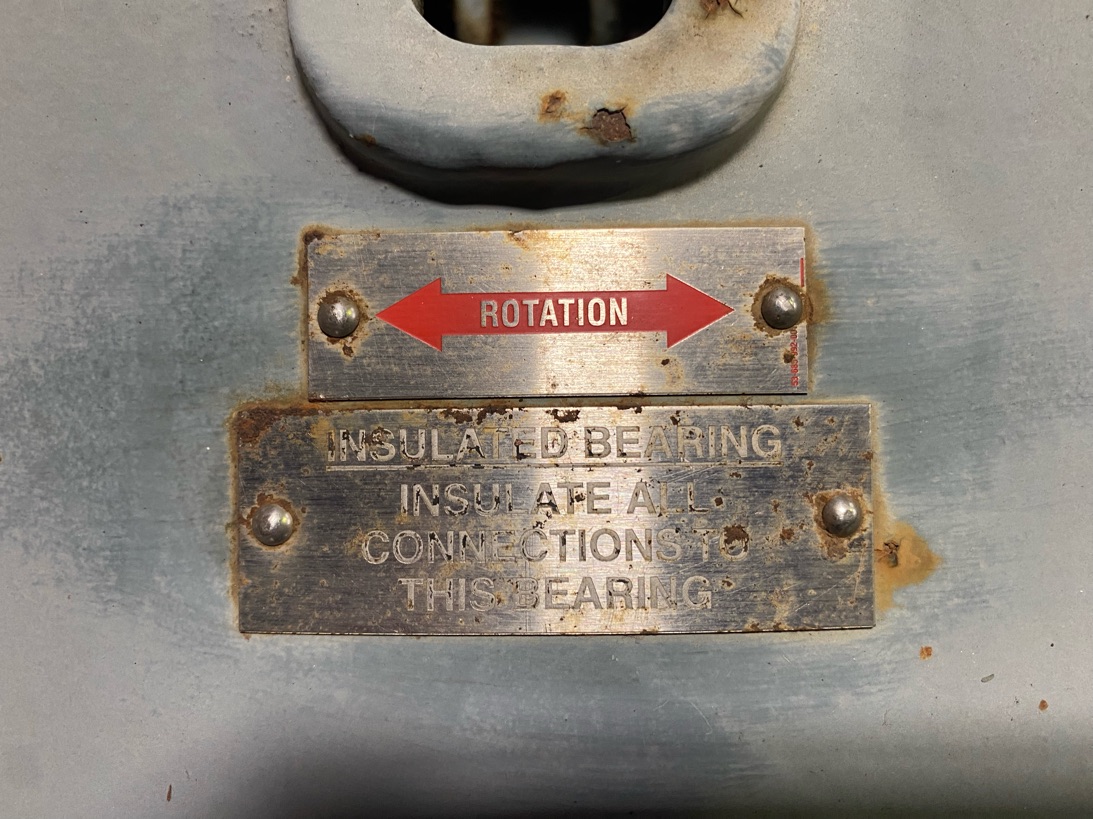 ROTATION
INSULATED BEARING
INSULATE ALL
CONNECTIONS TO
THIS BEARING